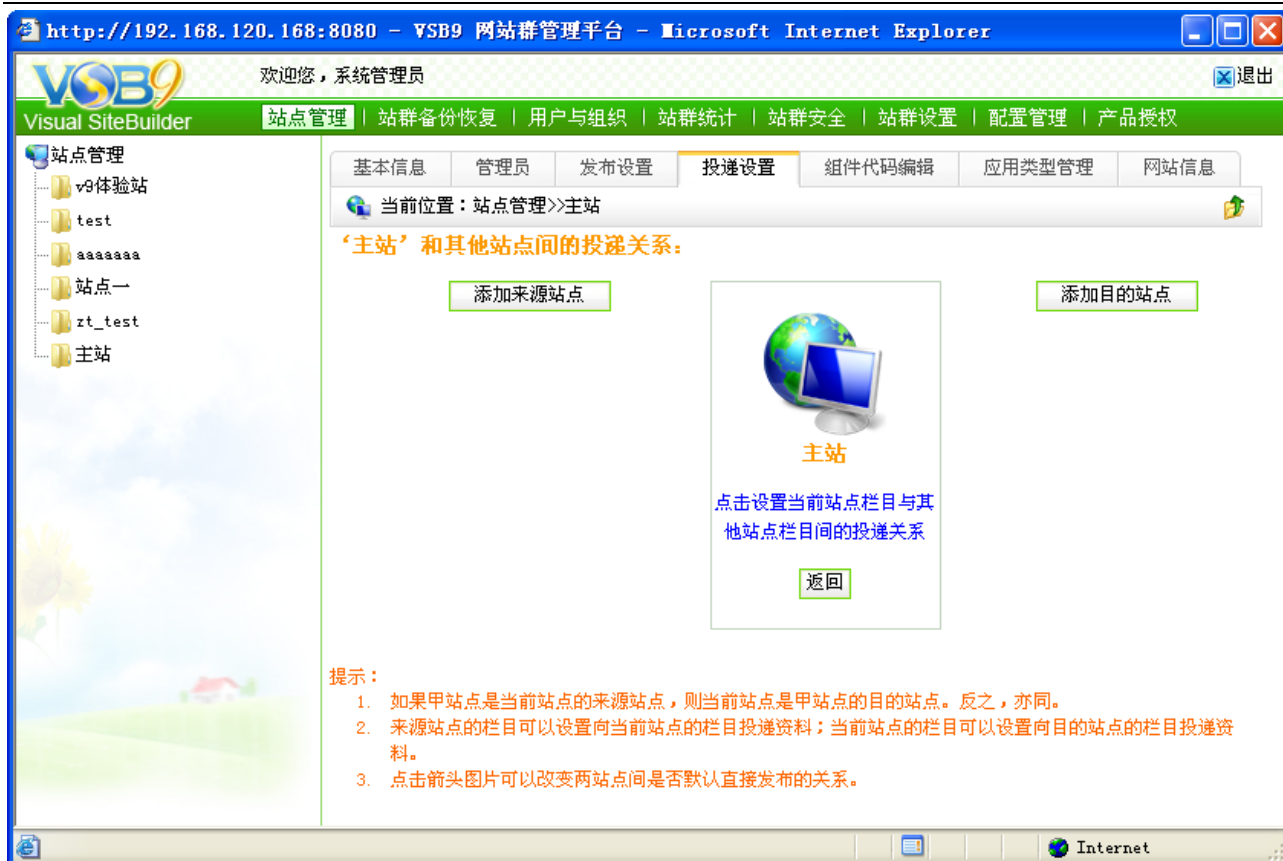 http://192.168.120.168:8080 - VSB9 网站群管理平台 - Microsoft Internet Explorer
VSB9 欢迎您，系统管理员 退出
Visual SiteBuilder 站点管理 | 站群备份恢复 | 用户与组织 | 站群统计 | 站群安全 | 站群设置 | 配置管理 | 产品授权
站点管理
v9体验站
test
aaaaaaa
站点一
zt_test
主站
基本信息 管理员 发布设置 投递设置 组件代码编辑 应用类型管理 网站信息
当前位置：站点管理>>主站
‘主站’和其他站点间的投递关系：
添加来源站点 添加目的站点
主站
点击设置当前站点栏目与其
他站点栏目间的投递关系
返回
提示：
1. 如果甲站点是当前站点的来源站点，则当前站点是甲站点的目的站点。反之，亦同。
2. 来源站点的栏目可以设置向当前站点的栏目投递资料；当前站点的栏目可以设置向目的站点的栏目投递资
料。
3. 点击箭头图片可以改变两站点间是否默认直接发布的关系。
Internet